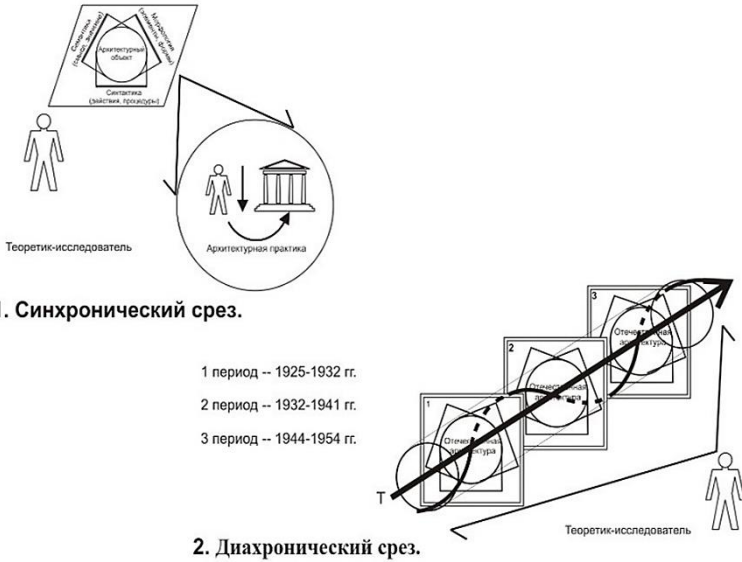 Семантика
(смысл, значение)
Морфология
(элементы, формы)
Архитектурный
объект
Синтактика
(действия, процедуры)
Теоретик-исследователь
Архитектурная практика
1. Синхронический срез.
1 период -- 1925-1932 гг.
2 период -- 1932-1941 гг.
3 период -- 1944-1954 гг.
3
Отечественная
архитектура
2
Отечественная
архитектура
1
Отечественная
архитектура
Т
Теоретик-исследователь
2. Диахронический срез.